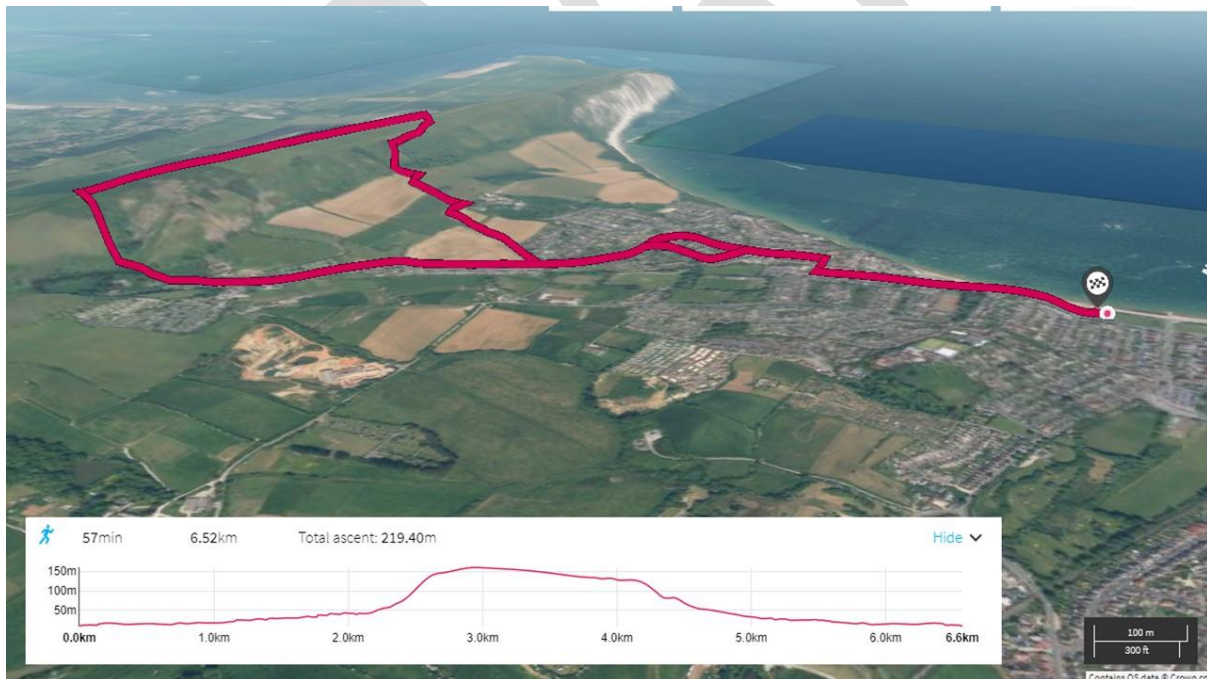 57min 6.52km Total ascent: 219.40m Hide
150m
100m
50m
0.0km 1.0km 2.0km 3.0km 4.0km 5.0km 6.0km 6.6km
100 m
300 ft
Contains OS data © Crown co